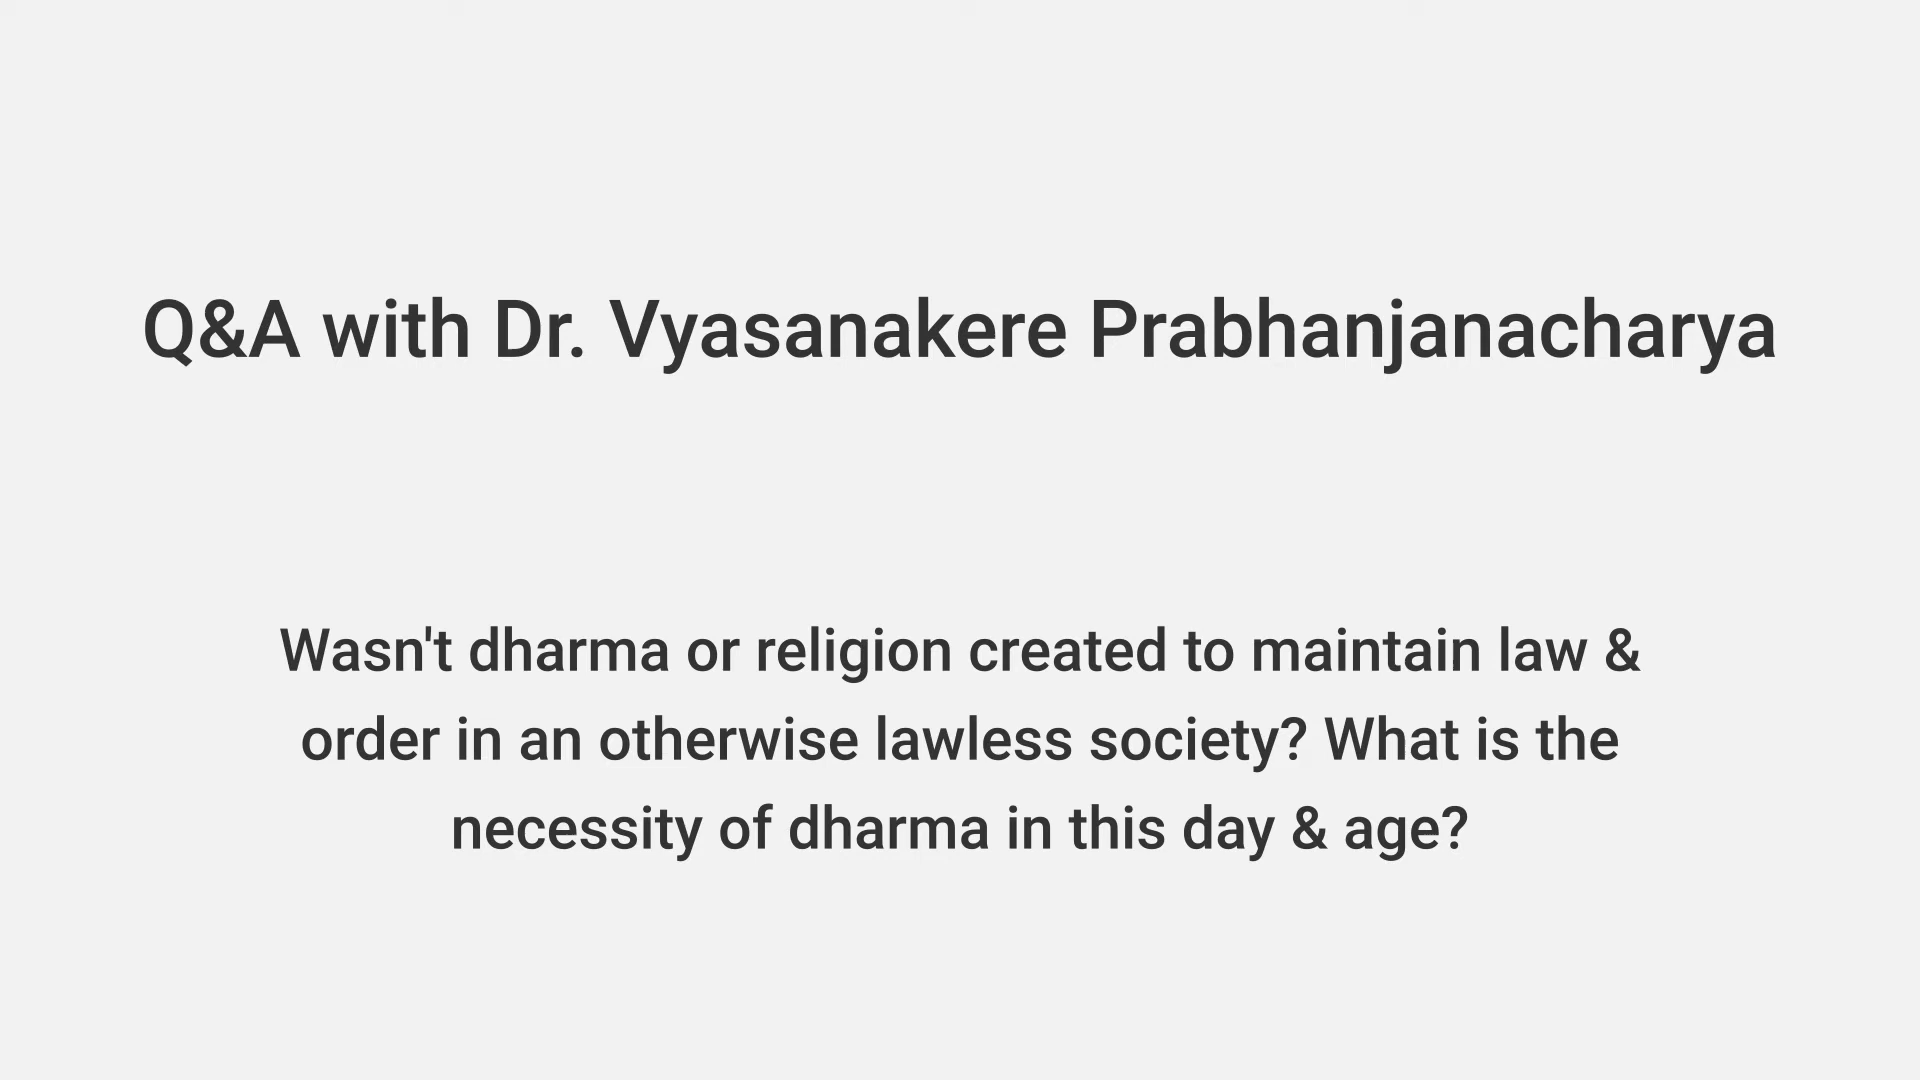 Q&A with Dr. Vyasanakere Prabhanjanacharya
Wasn't dharma or religion created to maintain law &
order in an otherwise lawless society? What is the
necessity of dharma in this day & age?